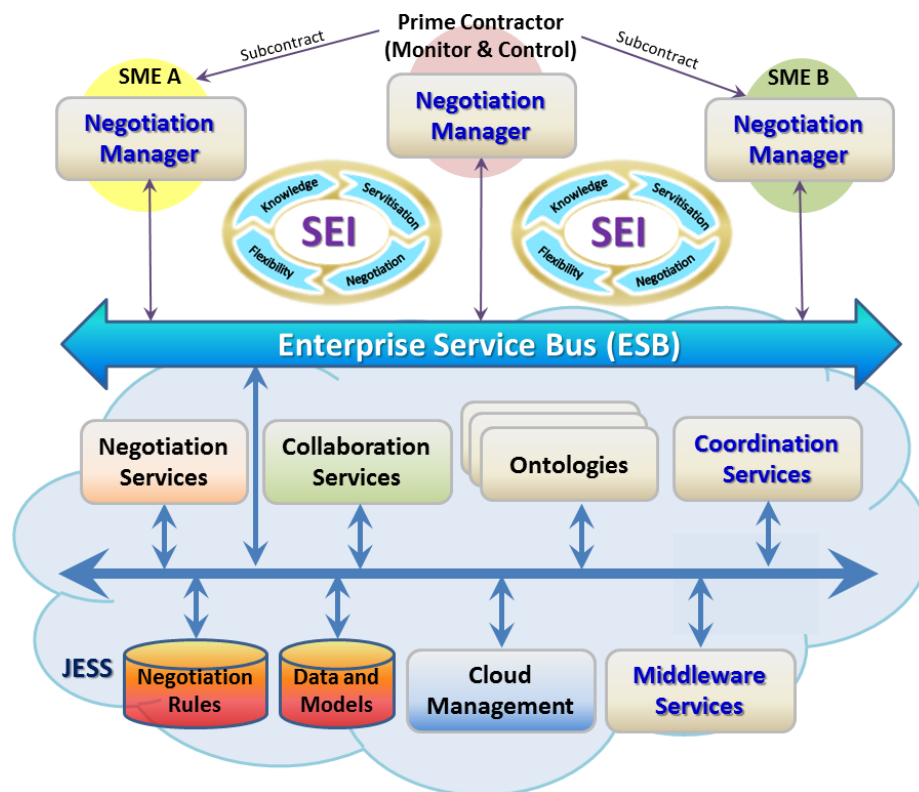 Prime Contractor
(Monitor & Control)
Subcontract
Subcontract
SME A
SME B
Negotiation
Manager
Negotiation
Manager
Negotiation
Manager
Knowledge
Servitisation
SEI
Flexibility
Negotiation
Knowledge
Servitisation
SEI
Flexibility
Negotiation
Enterprise Service Bus (ESB)
Negotiation
Services
Collaboration
Services
Ontologies
Coordination
Services
JESS
Negotiation
Rules
Data and
Models
Cloud
Management
Middleware
Services